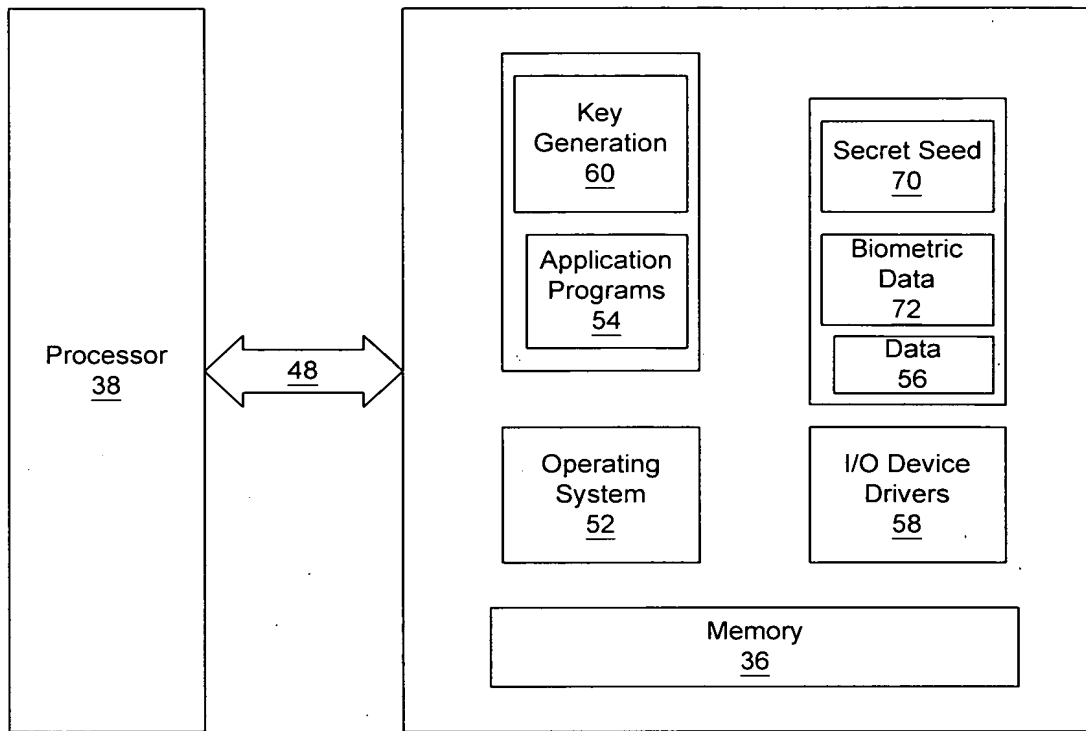 Processor
38
48
Key
Generation
60
Application
Programs
54
Secret Seed
70
Biometric
Data
72
Data
56
Operating
System
52
I/O Device
Drivers
58
Memory
36